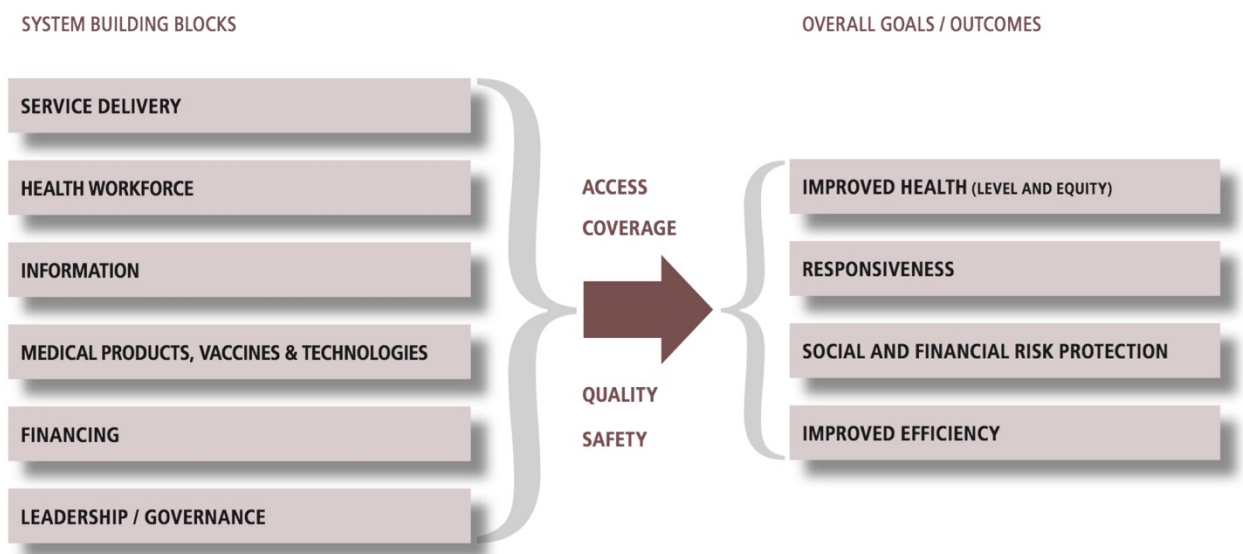 SYSTEM BUILDING BLOCKS
OVERALL GOALS / OUTCOMES
SERVICE DELIVERY
HEALTH WORKFORCE
INFORMATION
MEDICAL PRODUCTS, VACCINES & TECHNOLOGIES
FINANCING
LEADERSHIP / GOVERNANCE
ACCESS
COVERAGE
QUALITY
SAFETY
IMPROVED HEALTH (LEVEL AND EQUITY)
RESPONSIVENESS
SOCIAL AND FINANCIAL RISK PROTECTION
IMPROVED EFFICIENCY